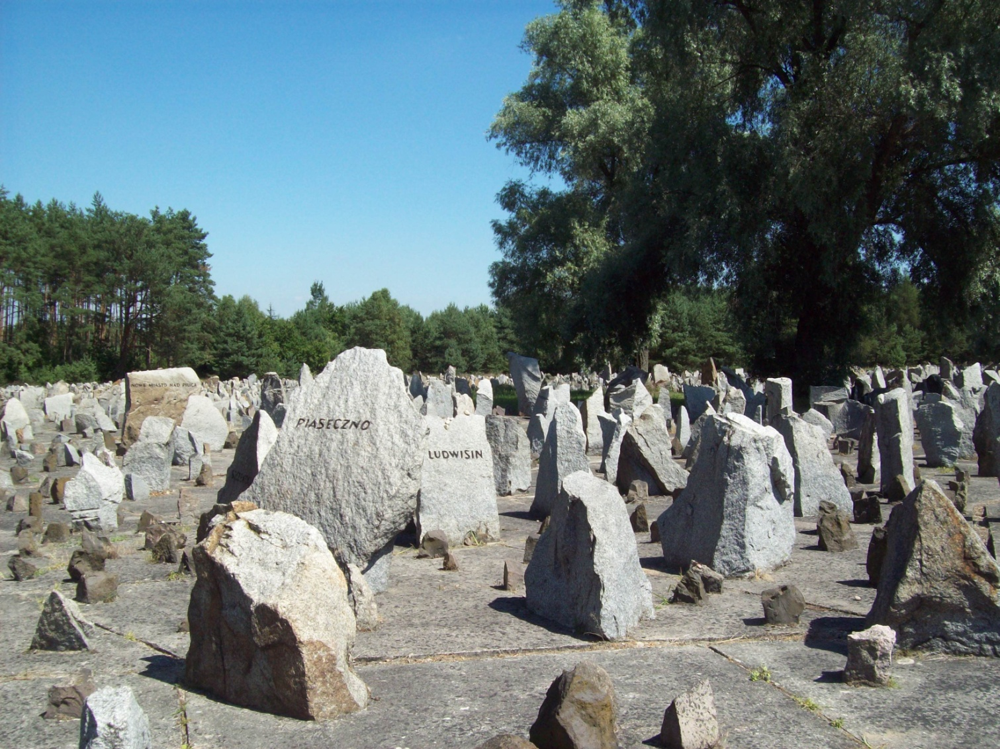 NOWE MIASTO NAD PILICĄ
PIASECZNO
LUDWISIN